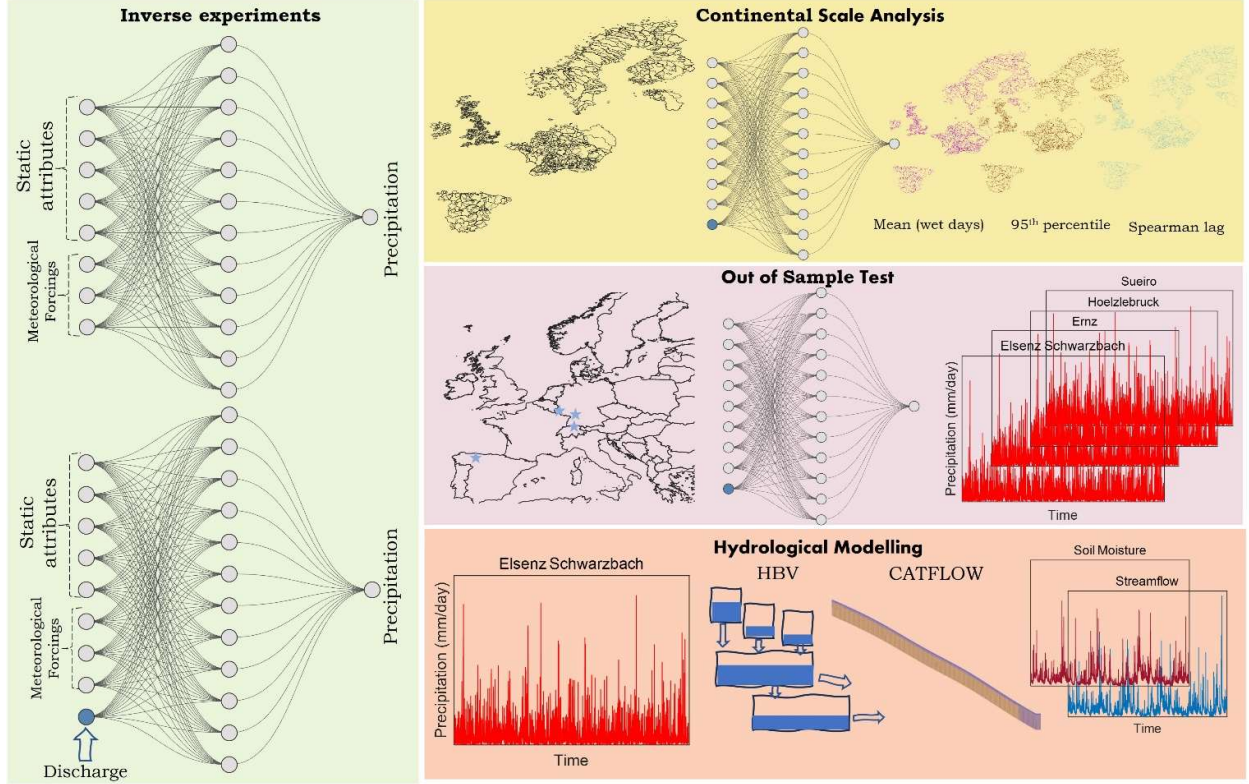 Inverse experiments
Static
attributes
Meteorological
Forcings
Precipitation
Static
attributes
Meteorological
Forcings
Precipitation
Discharge
Continental Scale Analysis
Mean (wet days)
95th percentile
Spearman lag
Out of Sample Test
Sueiro
Hoelzlebruck
Ernz
Elsenz Schwarzbach
Precipitation (mm/day)
Time
Hydrological Modelling
Elsenz Schwarzbach
Precipitation (mm/day)
Time
HBV
CATFLOW
Soil Moisture
Streamflow
Time